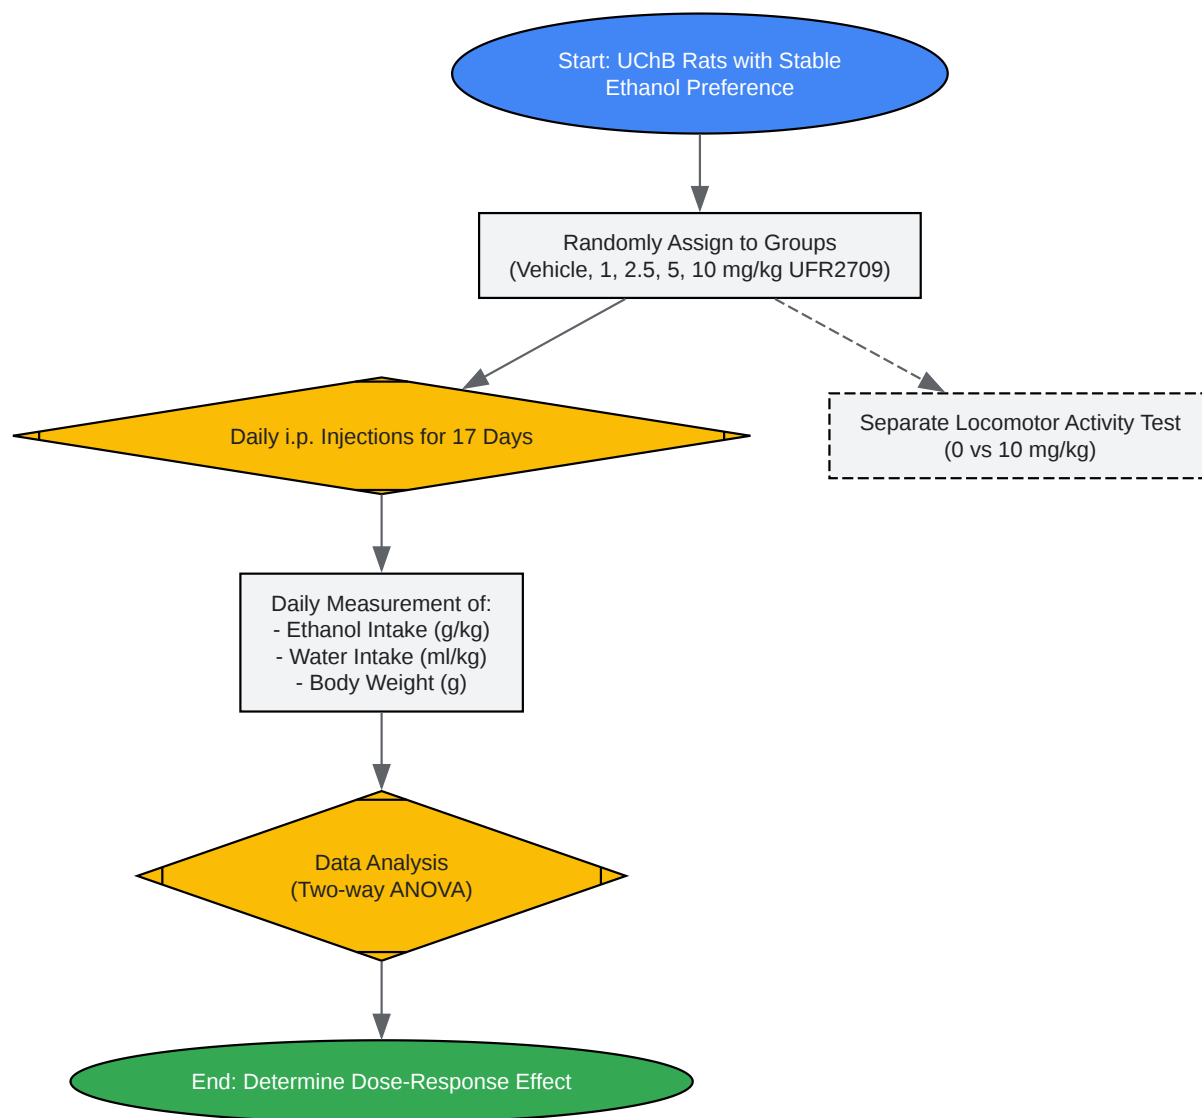 Start: UChB Rats with Stable
Ethanol Preference
Randomly Assign to Groups
(Vehicle, 1, 2.5, 5, 10 mg/kg UFR2709)
Daily i.p. Injections for 17 Days
Separate Locomotor Activity Test
(0 vs 10 mg/kg)
Daily Measurement of:
- Ethanol Intake (g/kg)
- Water Intake (ml/kg)
- Body Weight (g)
Data Analysis
(Two-way ANOVA)
End: Determine Dose-Response Effect